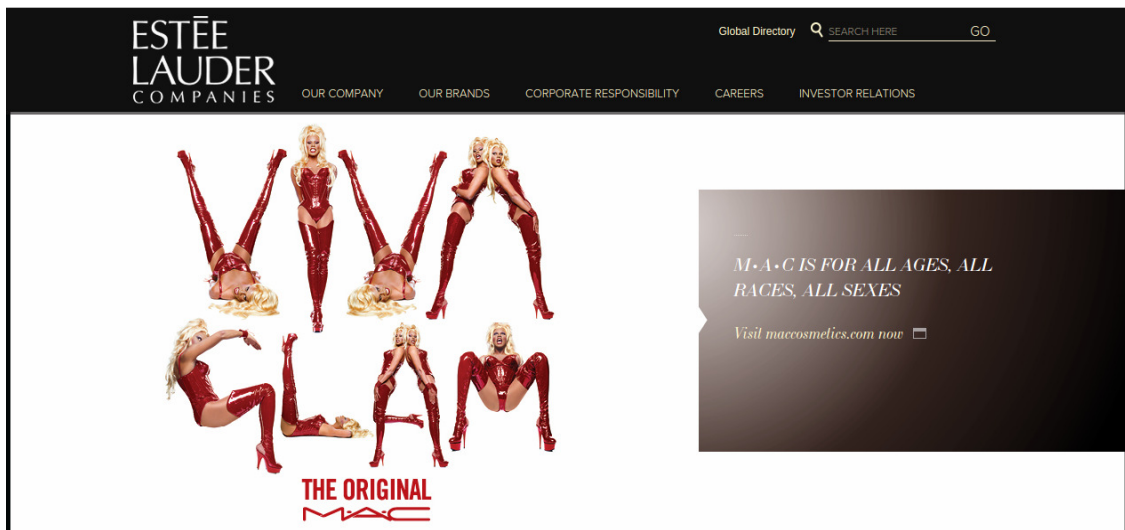 ESTĒE
LAUDER
COMPANIES
Global Directory
SEARCH HERE
GO
OUR COMPANY
OUR BRANDS
CORPORATE RESPONSIBILITY
CAREERS
INVESTOR RELATIONS
VIVA
GLAM
THE ORIGINAL
MAC
M•A•C IS FOR ALL AGES, ALL
RACES, ALL SEXES
Visit maccosmetics.com now